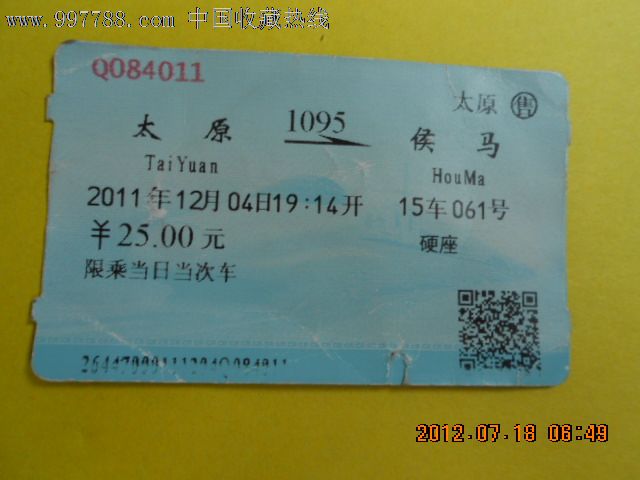 www.997788.com 中国收藏热线
Q084011
太原 售
太原 1095 侯马
TaiYuan HouMa
2011年12月04日19:14开 15车061号
￥25.00元 硬座
限乘当日当次车
26447000111204Q084011
2012-07-18 06:49